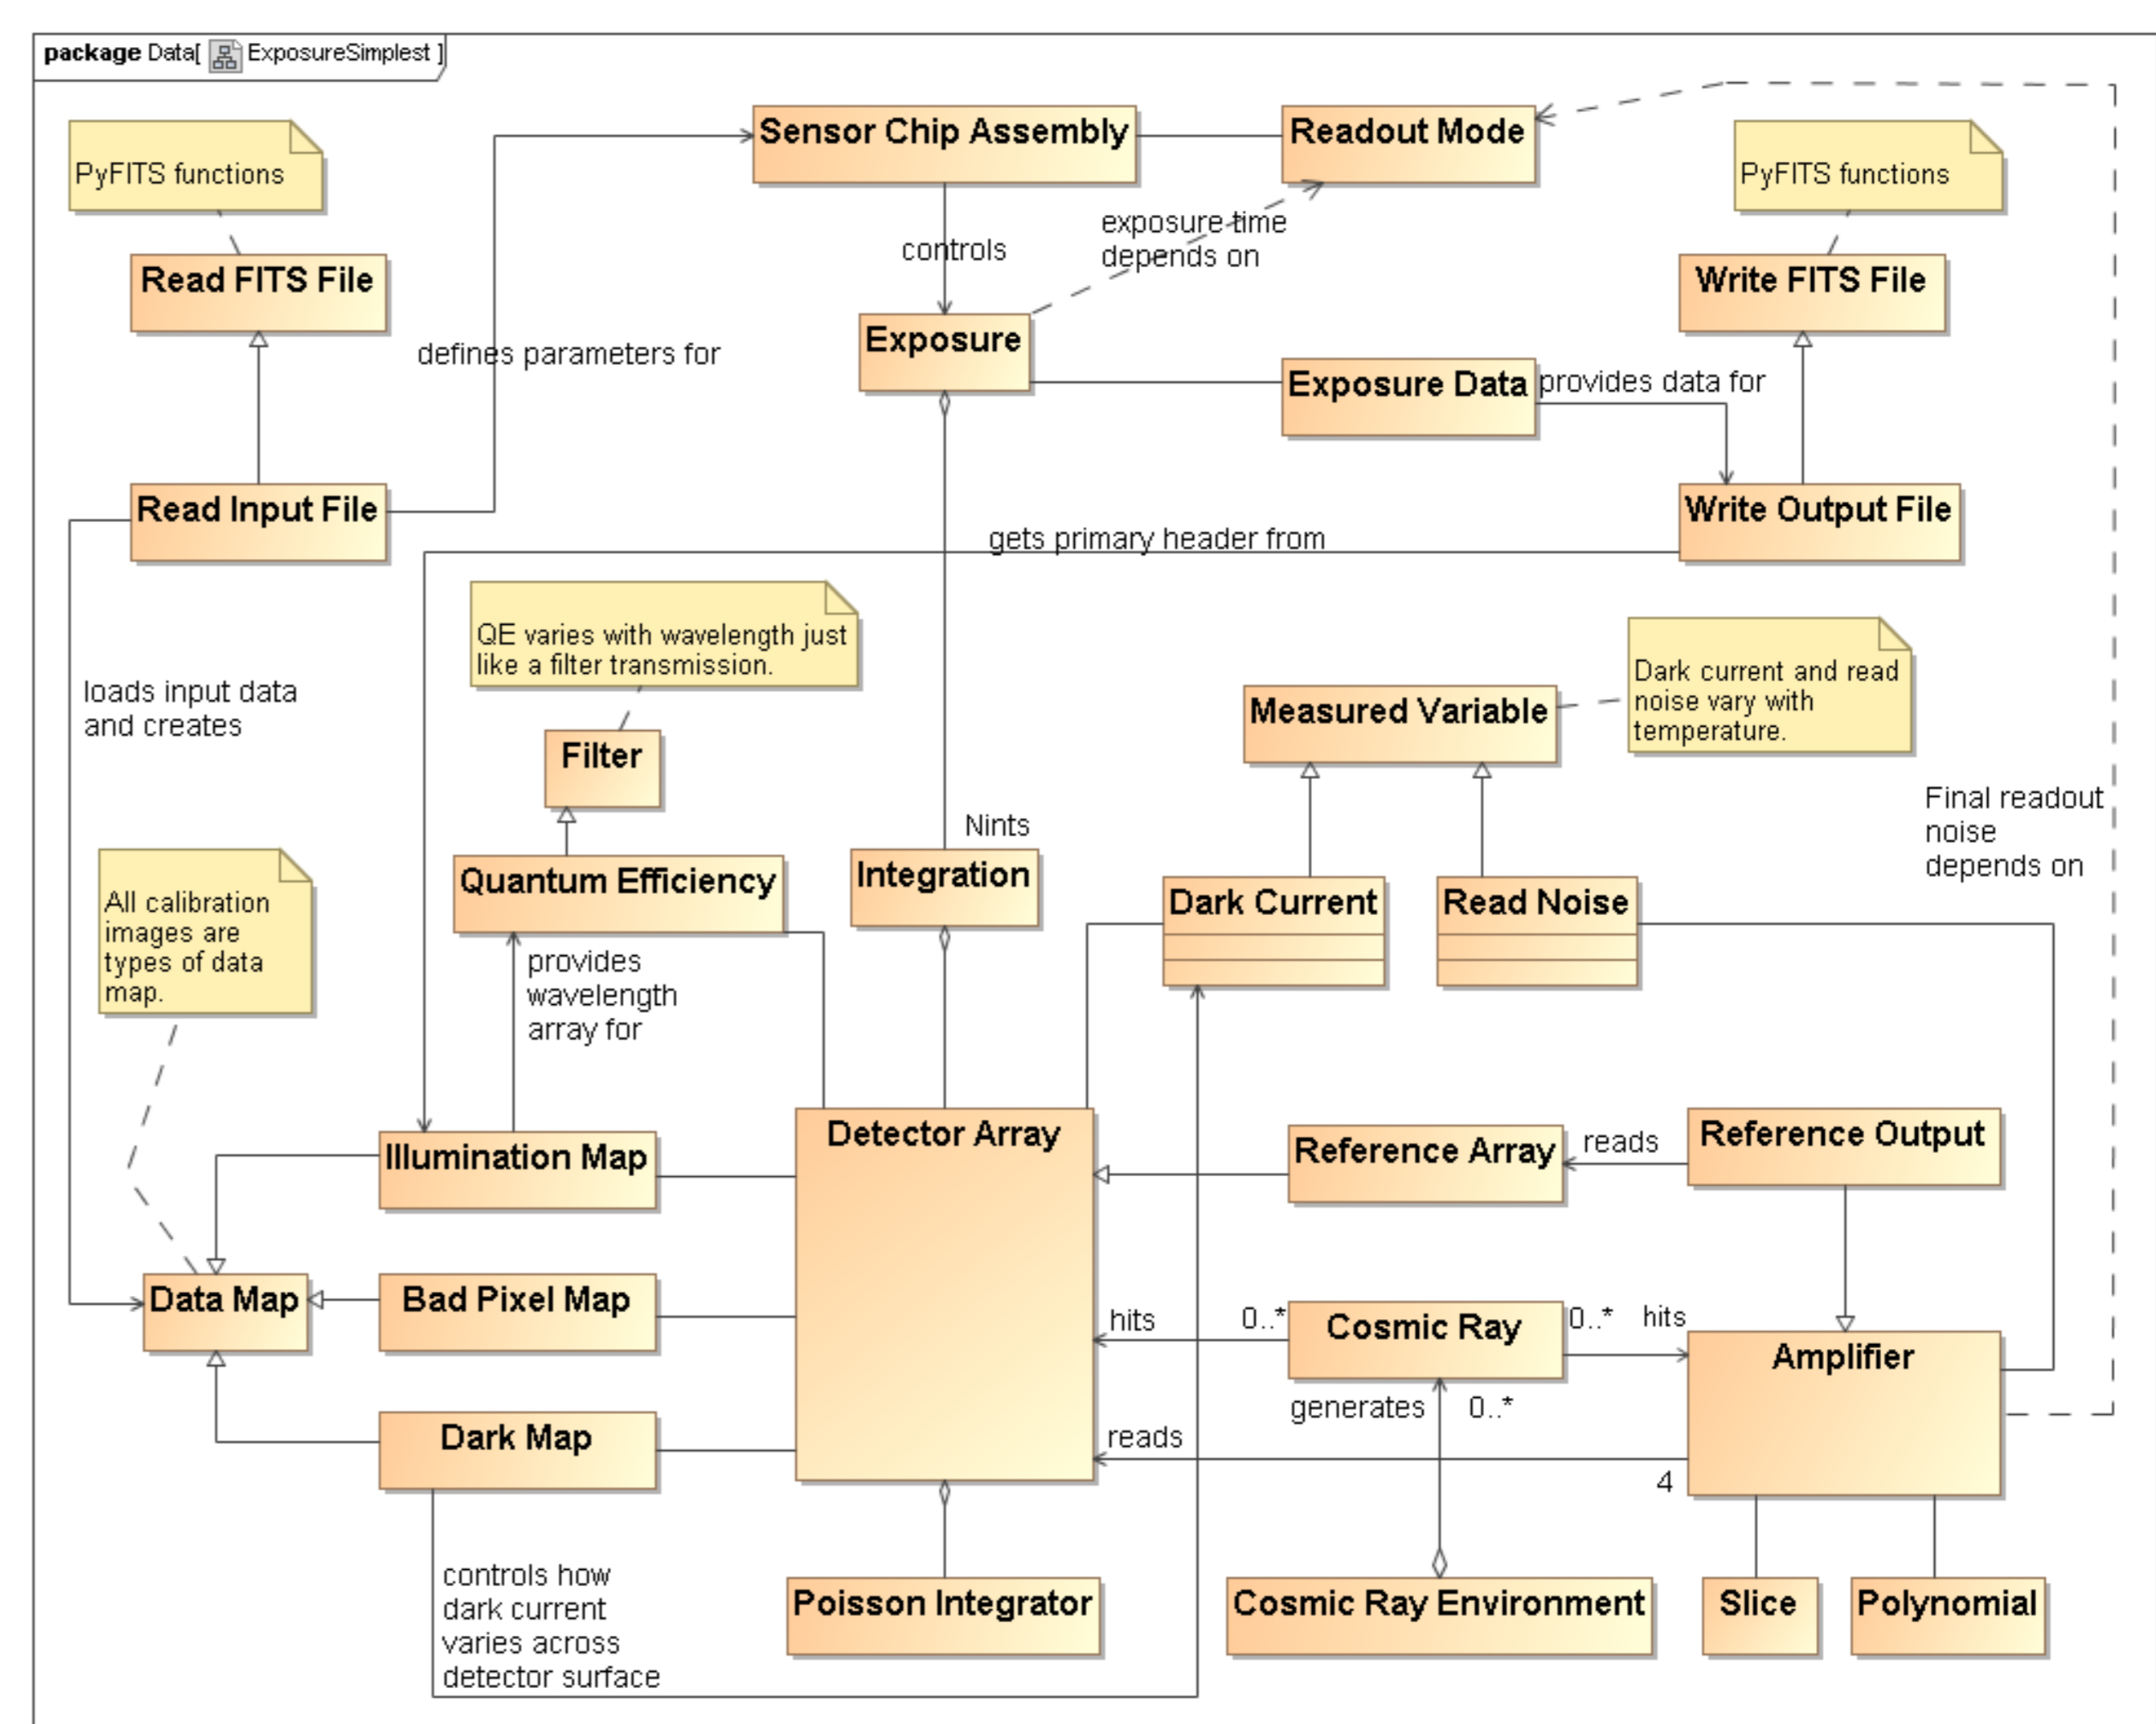 package Data[ ExposureSimplest ]
PyFITS functions
Sensor Chip Assembly
Readout Mode
PyFITS functions
Read FITS File
controls
exposure time
depends on
Write FITS File
defines parameters for
Exposure
Exposure Data
provides data for
Read Input File
gets primary header from
Write Output File
QE varies with wavelength just
like a filter transmission.
loads input data
and creates
Filter
Measured Variable
Dark current and read
noise vary with
temperature.
Final readout
noise
depends on
Nints
Quantum Efficiency
Integration
Dark Current
Read Noise
All calibration
images are
types of data
map.
provides
wavelength
array for
Illumination Map
Detector Array
Reference Array
reads
Reference Output
Data Map
Bad Pixel Map
hits
0..*
Cosmic Ray
0..*
hits
Amplifier
generates
0..*
Dark Map
reads
4
controls how
dark current
varies across
detector surface
Poisson Integrator
Cosmic Ray Environment
Slice
Polynomial